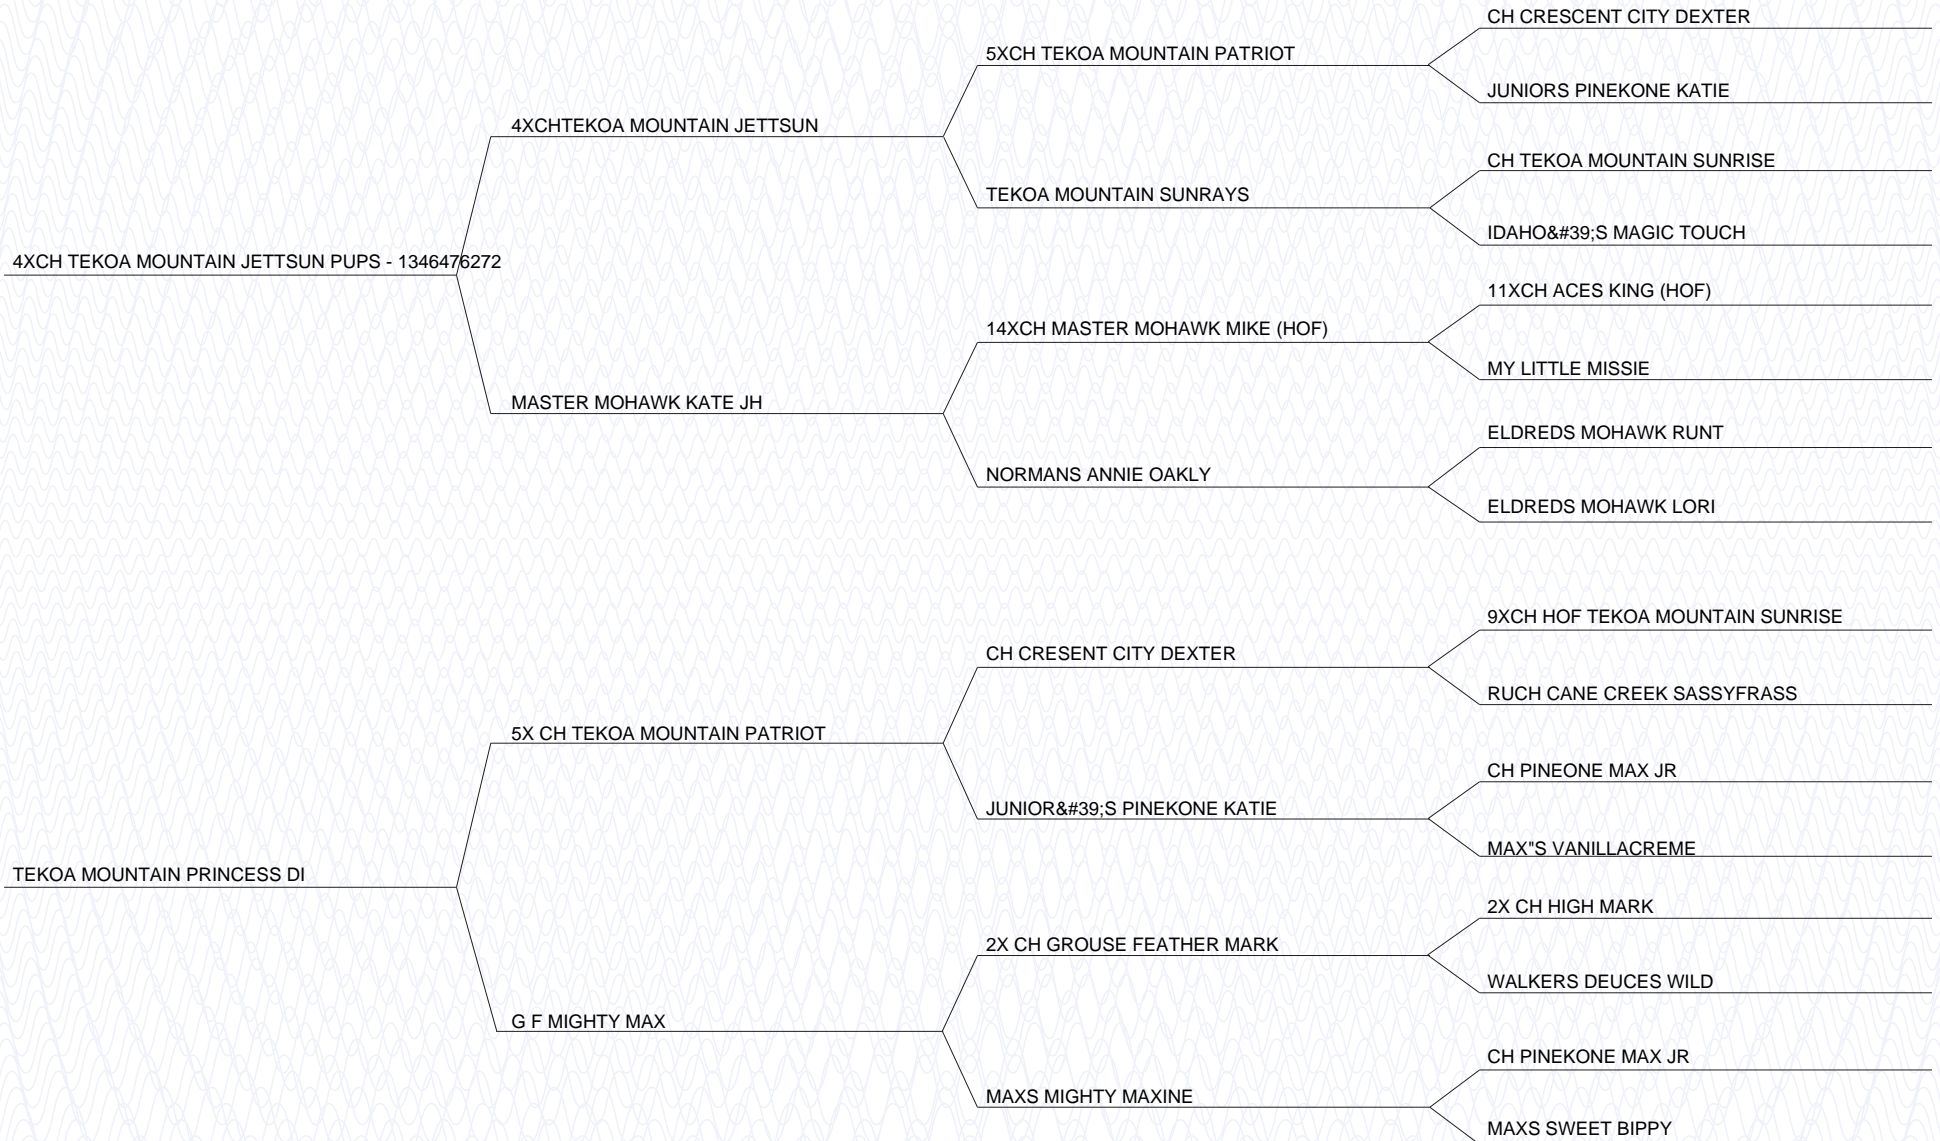 CH CRESCENT CITY DEXTER
5XCH TEKOA MOUNTAIN PATRIOT
JUNIORS PINEKONE KATIE
4XCHTEKOA MOUNTAIN JETTSUN
CH TEKOA MOUNTAIN SUNRISE
TEKOA MOUNTAIN SUNRAYS
IDAHO&#39;S MAGIC TOUCH
4XCH TEKOA MOUNTAIN JETTSUN PUPS - 1346476272
11XCH ACES KING (HOF)
14XCH MASTER MOHAWK MIKE (HOF)
MY LITTLE MISSIE
MASTER MOHAWK KATE JH
ELDREDS MOHAWK RUNT
NORMANS ANNIE OAKLY
ELDREDS MOHAWK LORI
9XCH HOF TEKOA MOUNTAIN SUNRISE
CH CRESENT CITY DEXTER
RUCH CANE CREEK SASSYFRASS
5X CH TEKOA MOUNTAIN PATRIOT
CH PINEONE MAX JR
JUNIOR&#39;S PINEKONE KATIE
MAX"S VANILLACREME
TEKOA MOUNTAIN PRINCESS DI
2X CH HIGH MARK
2X CH GROUSE FEATHER MARK
WALKERS DEUCES WILD
G F MIGHTY MAX
CH PINEKONE MAX JR
MAXS MIGHTY MAXINE
MAXS SWEET BIPPY